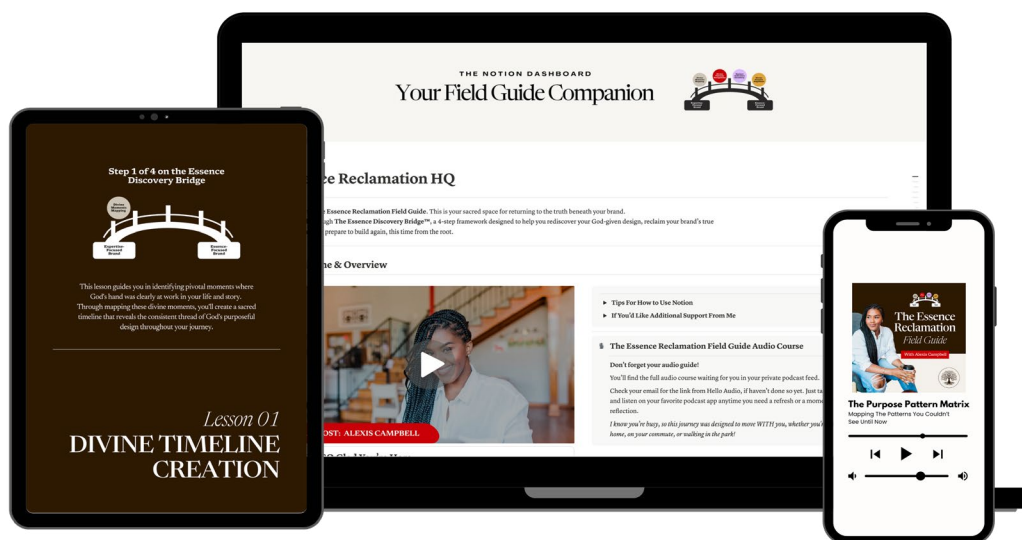 THE NOTION DASHBOARD
Your Field Guide Companion
ce Reclamation HQ
Essence Reclamation Field Guide. This is your sacred space for returning to the truth beneath your brand.
The Essence Discovery Bridge™, a 4-step framework designed to help you rediscover your God-given design, reclaim your brand's true
prepare to build again, this time from the root.
& Overview
OST: ALEXIS CAMPBELL
Tips For How to Use Notion
If You'd Like Additional Support From Me
The Essence Reclamation Field Guide Audio Course
Don't forget your audio guide!
You'll find the full audio course waiting for you in your private podcast feed.
Check your email for the link from Hello Audio, if haven't done so yet. Just ta
and listen on your favorite podcast app anytime you need a refresh or a mome
reflection.
I know you're busy, so this journey was designed to move WITH you, whether you'r
home, on your commute, or walking in the park!
Step 1 of 4 on the Essence
Discovery Bridge
Divine
Moments
Mapping
Expertise-
Focused
Brand
Essence-
Focused
Brand
This lesson guides you in identifying pivotal moments where
God's hand was clearly at work in your life and story.
Through mapping these divine moments, you'll create a sacred
timeline that reveals the consistent thread of God's purposeful
design throughout your journey.
Lesson 01
DIVINE TIMELINE
CREATION
The Essence
Reclamation
Field Guide
With Alexis Campbell
The Purpose Pattern Matrix
Mapping The Patterns You Couldn't
See Until Now